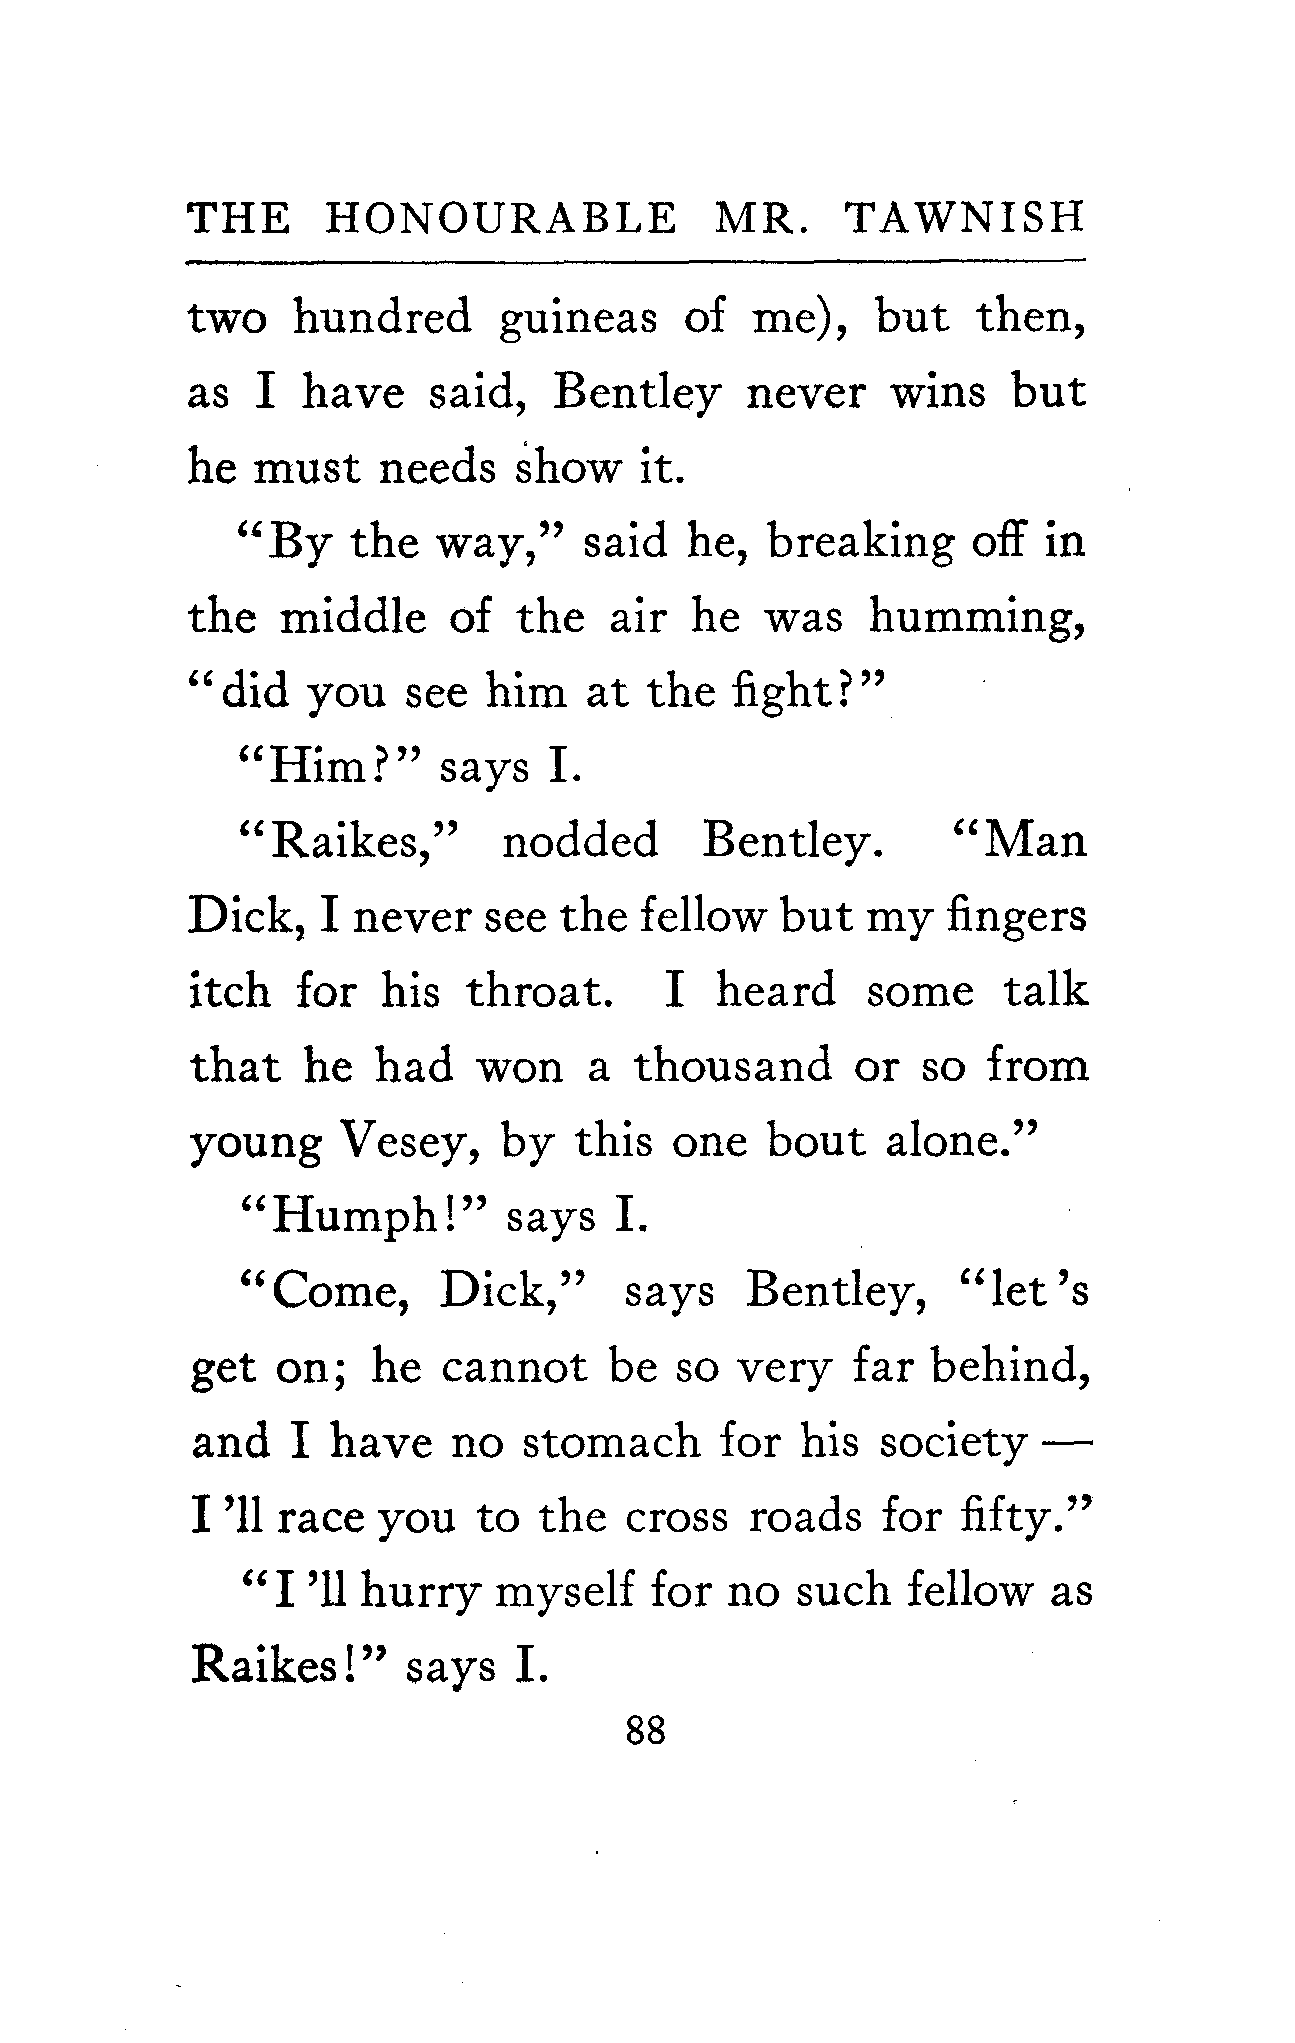 THE HONOURABLE MR. TAWNISH
two hundred guineas of me), but then,
as I have said, Bentley never wins but
he must needs show it.
"By the way," said he, breaking off in
the middle of the air he was humming,
"did you see him at the fight?"
"Him?" says I.
"Raikes," nodded Bentley. "Man
Dick, I never see the fellow but my fingers
itch for his throat. I heard some talk
that he had won a thousand or so from
young Vesey, by this one bout alone."
"Humph!" says I.
"Come, Dick," says Bentley, "let 's
get on; he cannot be so very far behind,
and I have no stomach for his society —
I 'll race you to the cross roads for fifty."
"I 'll hurry myself for no such fellow as
Raikes!" says I.
88